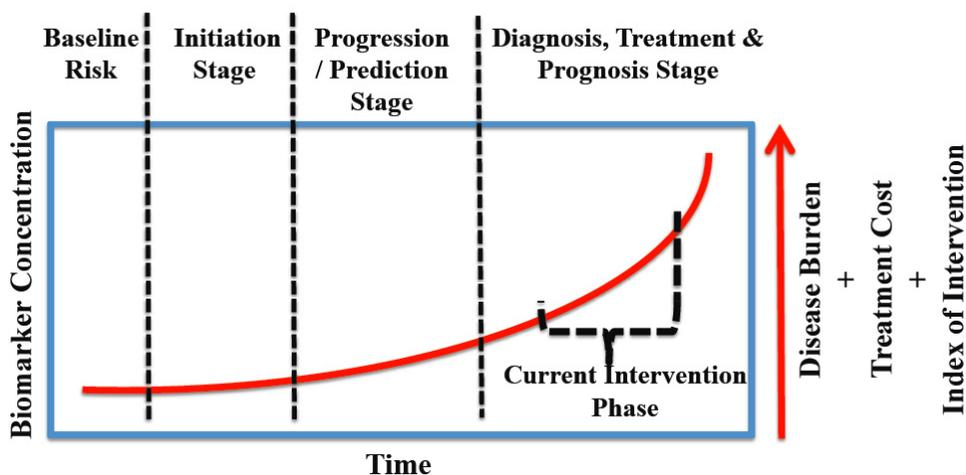 Baseline
Risk
Initiation
Stage
Progression
/ Prediction
Stage
Diagnosis, Treatment &
Prognosis Stage
Biomarker Concentration
Current Intervention
Phase
Time
Disease Burden
+
Treatment Cost
+
Index of Intervention